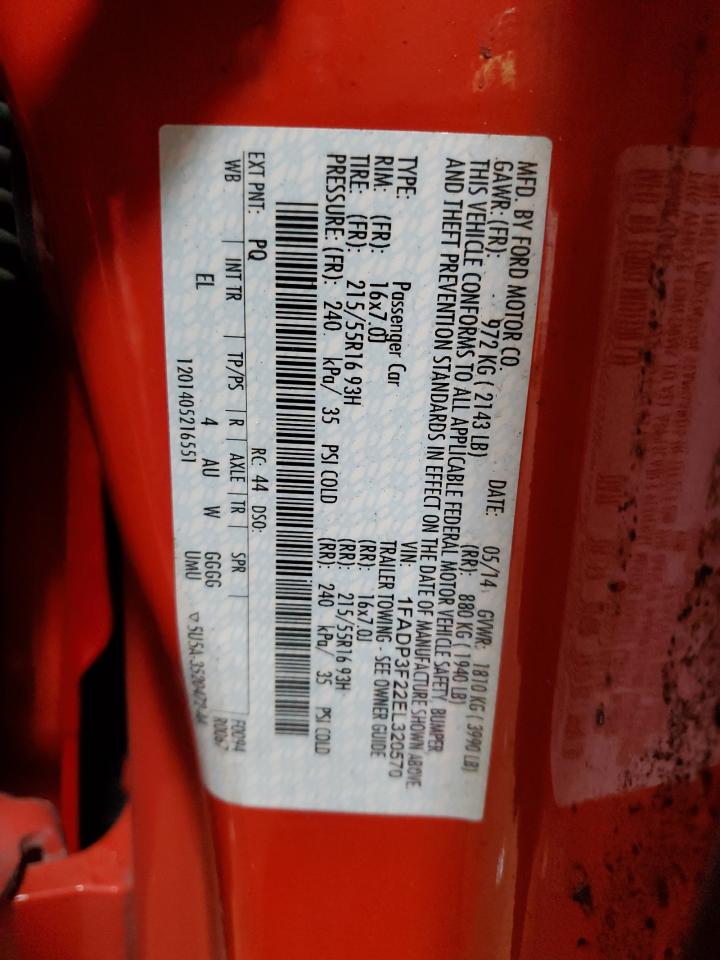 MFD. BY FORD MOTOR CO. DATE: 05/14 GVWR: 1810 KG ( 3990 LB)
GAWR: (FR): 972 KG ( 2143 LB) (RR): 880 KG ( 1940 LB)
THIS VEHICLE CONFORMS TO ALL APPLICABLE FEDERAL MOTOR VEHICLE SAFETY, BUMPER,
AND THEFT PREVENTION STANDARDS IN EFFECT ON THE DATE OF MANUFACTURE SHOWN ABOVE
VIN: 1FADP3F22EL320570
TYPE: Passenger Car TRAILER TOWING - SEE OWNER GUIDE
RIM: (FR): 16x7.0J (RR): 16x7.0J
TIRE: (FR): 215/55R16 93H (RR): 215/55R16 93H
PRESSURE: (FR): 240 kPa/ 35 PSI COLD (RR): 240 kPa/ 35 PSI COLD
EXT PNT: PQ RC: 44 DSO: F0094
WB | INT TR | TP/PS | R | AXLE | TR | SPR | R0067
EL 4 AU W GGGG
UMU
1201405216551